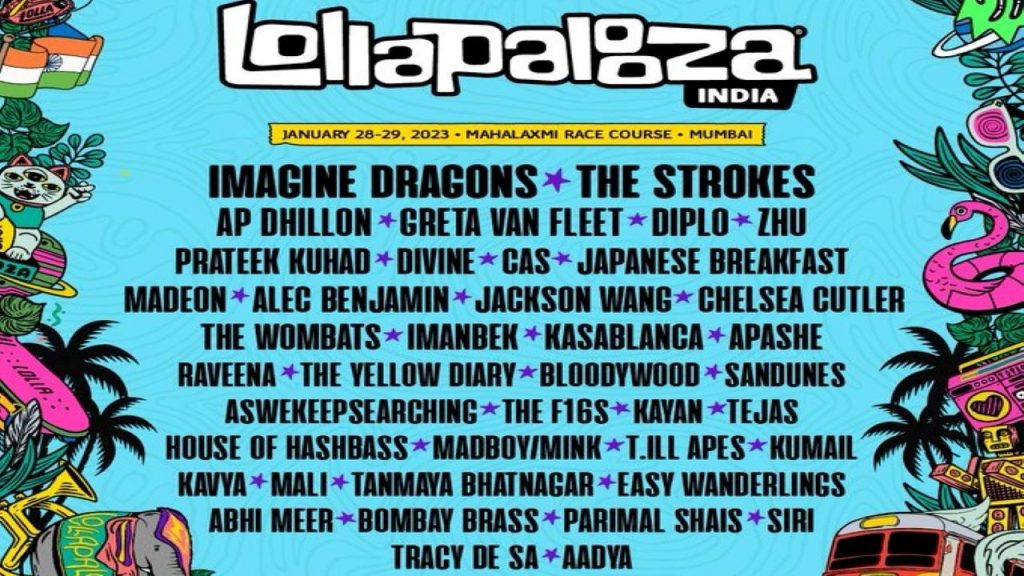 LOLLA
Lollapalooza
INDIA
JANUARY 28-29, 2023 • MAHALAXMI RACE COURSE • MUMBAI
IMAGINE DRAGONS ★ THE STROKES
AP DHILLON ★ GRETA VAN FLEET ★ DIPLO ★ ZHU
PRATEEK KUHAD ★ DIVINE ★ CAS ★ JAPANESE BREAKFAST
MADEON ★ ALEC BENJAMIN ★ JACKSON WANG ★ CHELSEA CUTLER
THE WOMBATS ★ IMANBEK ★ KASABLANCA ★ APASHE
RAVEENA ★ THE YELLOW DIARY ★ BLOODYWOOD ★ SANDUNES
ASWEKEEPSEARCHING ★ THE F16S ★ KAYAN ★ TEJAS
HOUSE OF HASHBASS ★ MADBOY/MINK ★ T.ILL APES ★ KUMAIL
KAVYA ★ MALI ★ TANMAYA BHATNAGAR ★ EASY WANDERLINGS
ABHI MEER ★ BOMBAY BRASS ★ PARIMAL SHAIS ★ SIRI
TRACY DE SA ★ AADYA
OZA
LOLLA